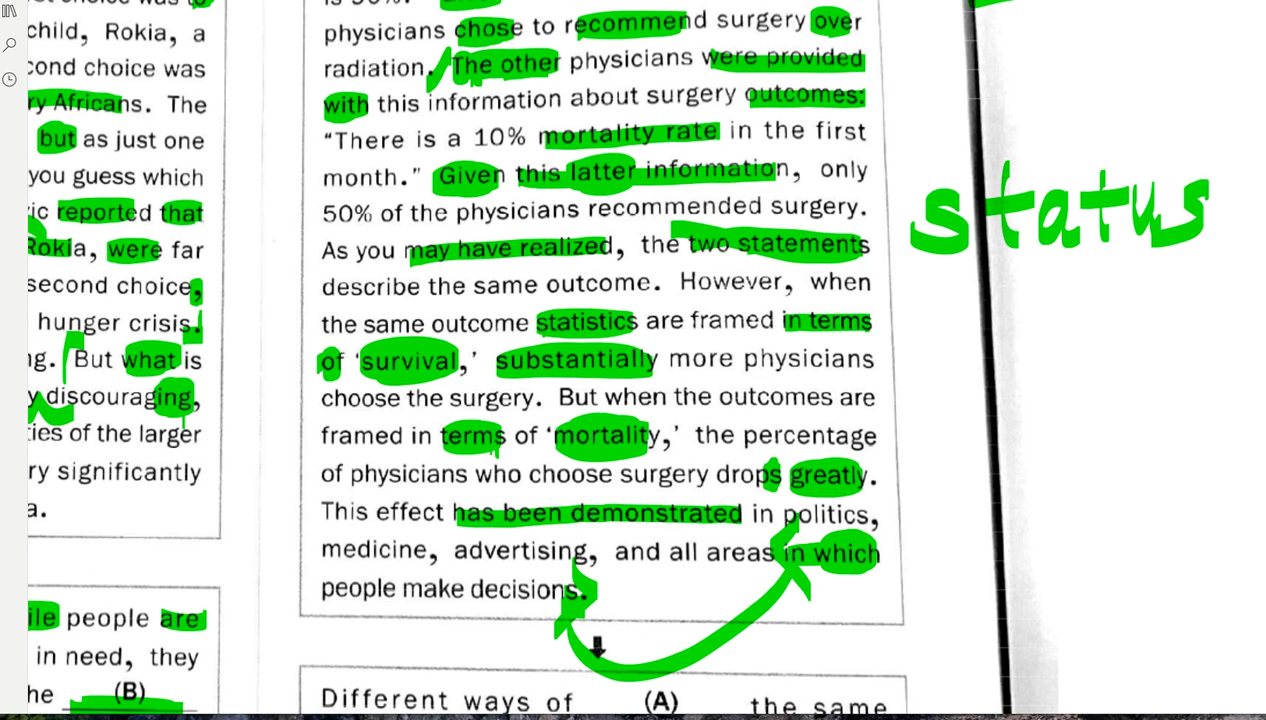 child, Rokia, a
cond choice was
ry Africans. The
but as just one
you guess which
ic reported that
Rokia, were far
second choice,
hunger crisis.
ng. But what is
y discouraging,
ties of the larger
ry significantly
a.
ile people are
in need, they
he (B)
physicians chose to recommend surgery over
radiation. The other physicians were provided
with this information about surgery outcomes:
“There is a 10% mortality rate in the first
month.” Given this latter information, only
50% of the physicians recommended surgery.
As you may have realized, the two statements
describe the same outcome. However, when
the same outcome statistics are framed in terms
of ‘survival,’ substantially more physicians
choose the surgery. But when the outcomes are
framed in terms of ‘mortality,’ the percentage
of physicians who choose surgery drops greatly.
This effect has been demonstrated in politics,
medicine, advertising, and all areas in which
people make decisions.
Different ways of (A) the same
status